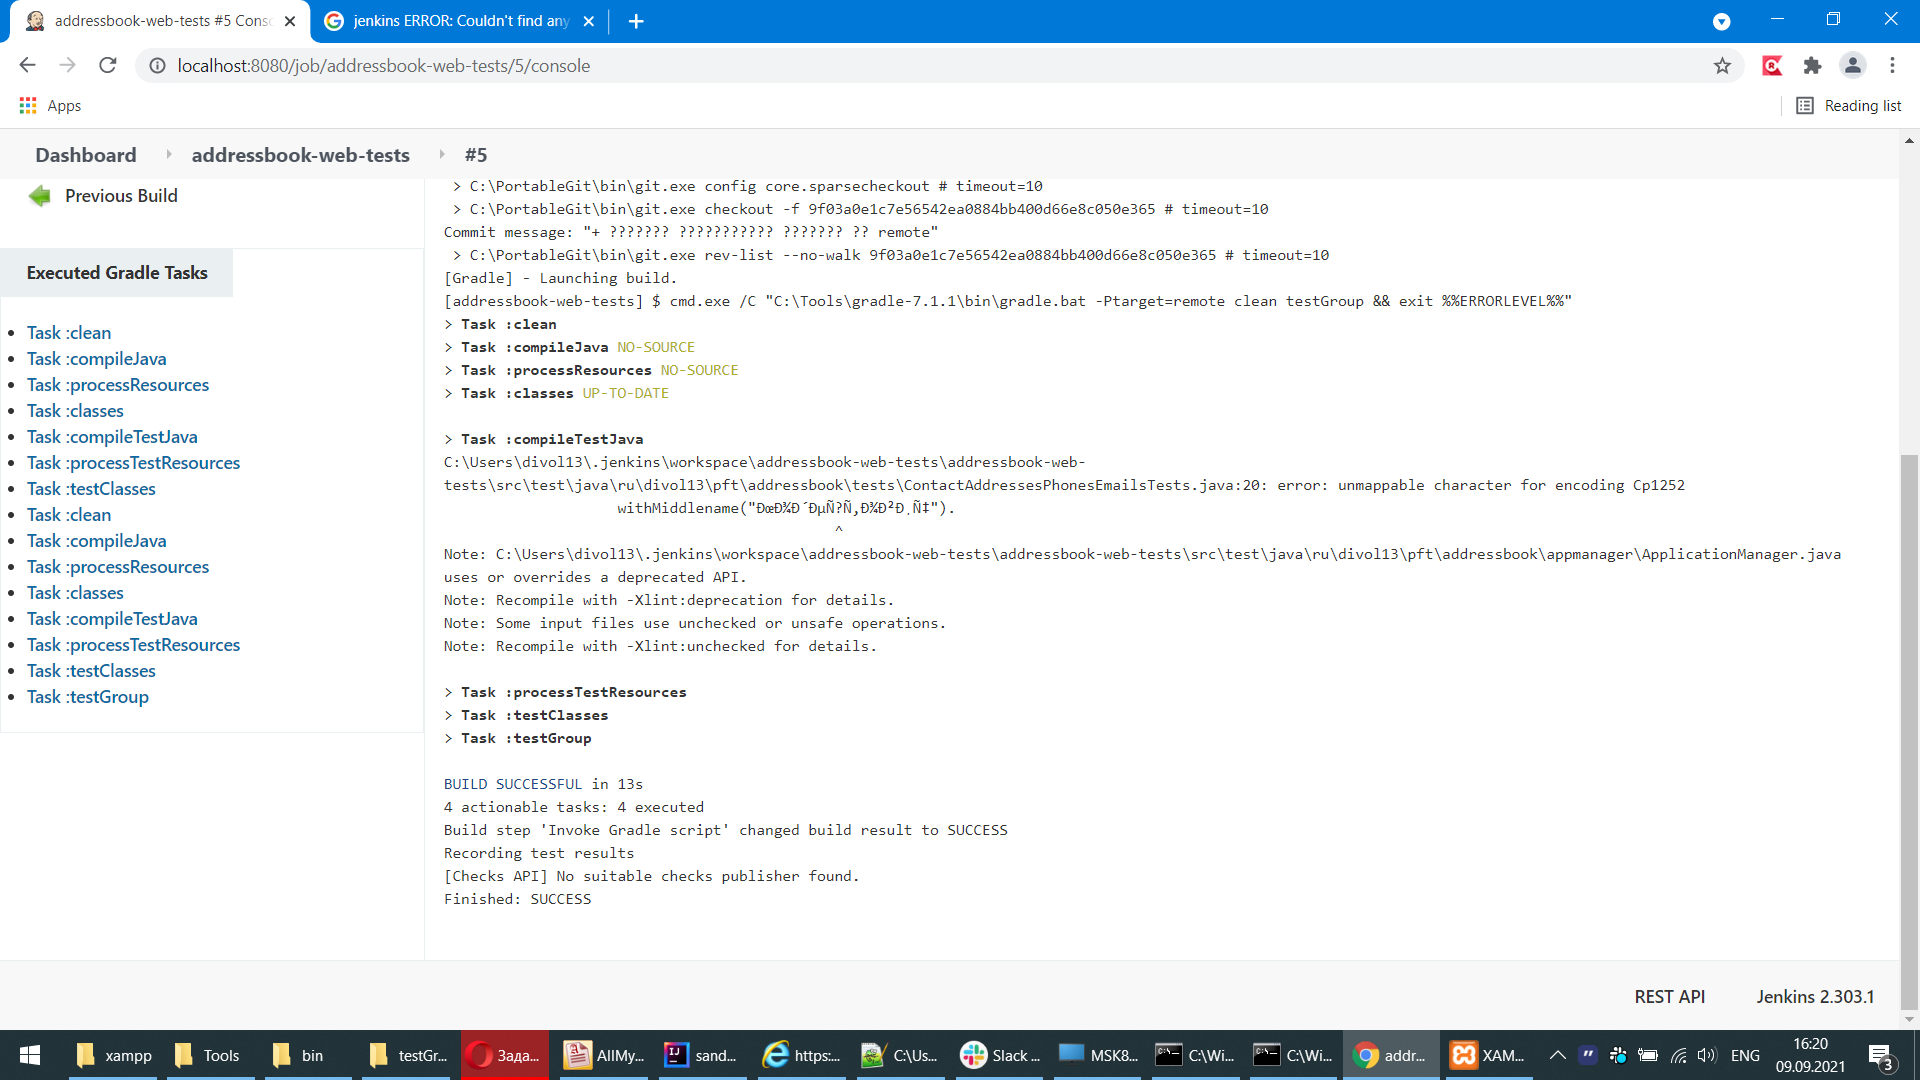 addressbook-web-tests #5 Conso
jenkins ERROR: Couldn't find any
localhost:8080/job/addressbook-web-tests/5/console
Apps
Reading list
Dashboard
addressbook-web-tests
#5
Previous Build
Executed Gradle Tasks
Task :clean
Task :compileJava
Task :processResources
Task :classes
Task :compileTestJava
Task :processTestResources
Task :testClasses
Task :clean
Task :compileJava
Task :processResources
Task :classes
Task :compileTestJava
Task :processTestResources
Task :testClasses
Task :testGroup
> C:\PortableGit\bin\git.exe config core.sparsecheckout # timeout=10
> C:\PortableGit\bin\git.exe checkout -f 9f03a0e1c7e56542ea0884bb400d66e8c050e365 # timeout=10
Commit message: "+ ??????? ??????????? ??????? ?? remote"
> C:\PortableGit\bin\git.exe rev-list --no-walk 9f03a0e1c7e56542ea0884bb400d66e8c050e365 # timeout=10
[Gradle] - Launching build.
[addressbook-web-tests] $ cmd.exe /C "C:\Tools\gradle-7.1.1\bin\gradle.bat -Ptarget=remote clean testGroup && exit %%ERRORLEVEL%%"
> Task :clean
> Task :compileJava NO-SOURCE
> Task :processResources NO-SOURCE
> Task :classes UP-TO-DATE
> Task :compileTestJava
C:\Users\divol13\.jenkins\workspace\addressbook-web-tests\addressbook-web-
tests\src\test\java\ru\divol13\pft\addressbook\tests\ContactAddressesPhonesEmailsTests.java:20: error: unmappable character for encoding Cp1252
withMiddlename("ÐœÐ¾Ð´ÐµÑ?Ñ‚Ð¾Ð²Ð¸Ñ‡").
^
Note: C:\Users\divol13\.jenkins\workspace\addressbook-web-tests\addressbook-web-tests\src\test\java\ru\divol13\pft\addressbook\appmanager\ApplicationManager.java
uses or overrides a deprecated API.
Note: Recompile with -Xlint:deprecation for details.
Note: Some input files use unchecked or unsafe operations.
Note: Recompile with -Xlint:unchecked for details.
> Task :processTestResources
> Task :testClasses
> Task :testGroup
BUILD SUCCESSFUL in 13s
4 actionable tasks: 4 executed
Build step 'Invoke Gradle script' changed build result to SUCCESS
Recording test results
[Checks API] No suitable checks publisher found.
Finished: SUCCESS
REST API
Jenkins 2.303.1
xampp
Tools
bin
testGr...
Зада...
AllMy...
sand...
https:...
C:\Us...
Slack ...
MSK8...
C:\Wi...
C:\Wi...
addr...
XAM...
ENG
16:20
09.09.2021
3